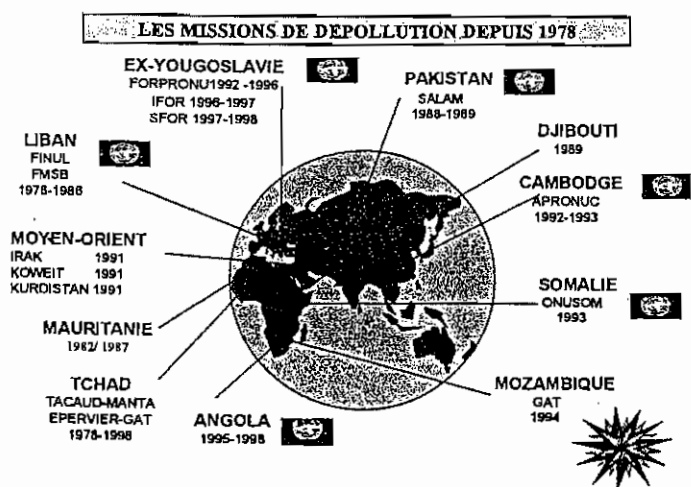 LES MISSIONS DE DEPOLLUTION DEPUIS 1978
EX-YOUGOSLAVIE
FORPRONU1992 -1996
IFOR 1996-1997
SFOR 1997-1998
PAKISTAN
SALAM
1988-1989
LIBAN
FINUL
FMSB
1978-1986
DJIBOUTI
1989
CAMBODGE
APRONUC
1992-1993
MOYEN-ORIENT
IRAK 1991
KOWEIT 1991
KURDISTAN 1991
SOMALIE
ONUSOM
1993
MAURITANIE
1982/ 1987
TCHAD
TACAUD-MANTA
EPERVIER-GAT
1978-1998
ANGOLA
1995-1998
MOZAMBIQUE
GAT
1994